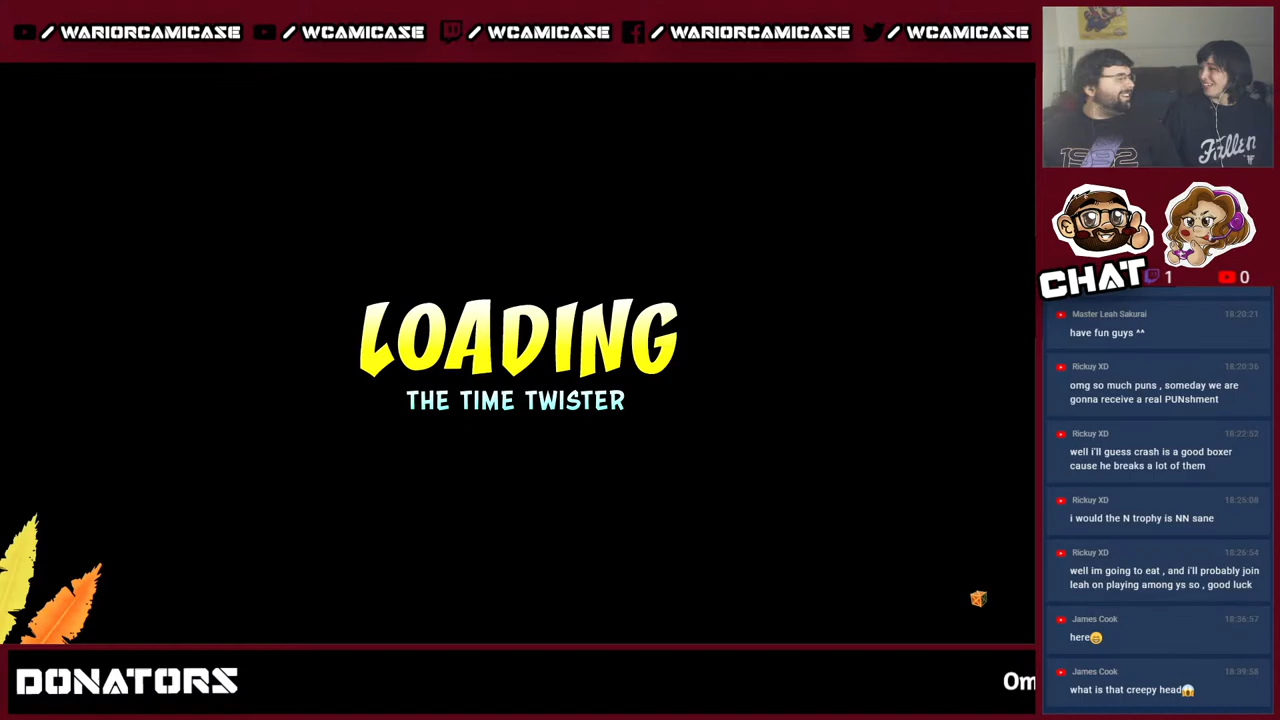 / WARIORCAMICASE / WCAMICASE / WCAMICASE / WARIORCAMICASE / WCAMICASE
1992
Fallen
LOADING
THE TIME TWISTER
CHAT 1 0
Master Leah Sakurai 18:20:21
have fun guys ^^
Rickuy XD 18:20:36
omg so much puns , someday we are
gonna receive a real PUNshment
Rickuy XD 18:22:52
well i'll guess crash is a good boxer
cause he breaks a lot of them
Rickuy XD 18:25:08
i would the N trophy is NN sane
Rickuy XD 18:26:54
well im going to eat , and i'll probably join
leah on playing among ys so , good luck
James Cook 18:36:57
here😄
James Cook 18:39:58
what is that creepy head😱
DONATORS
Om